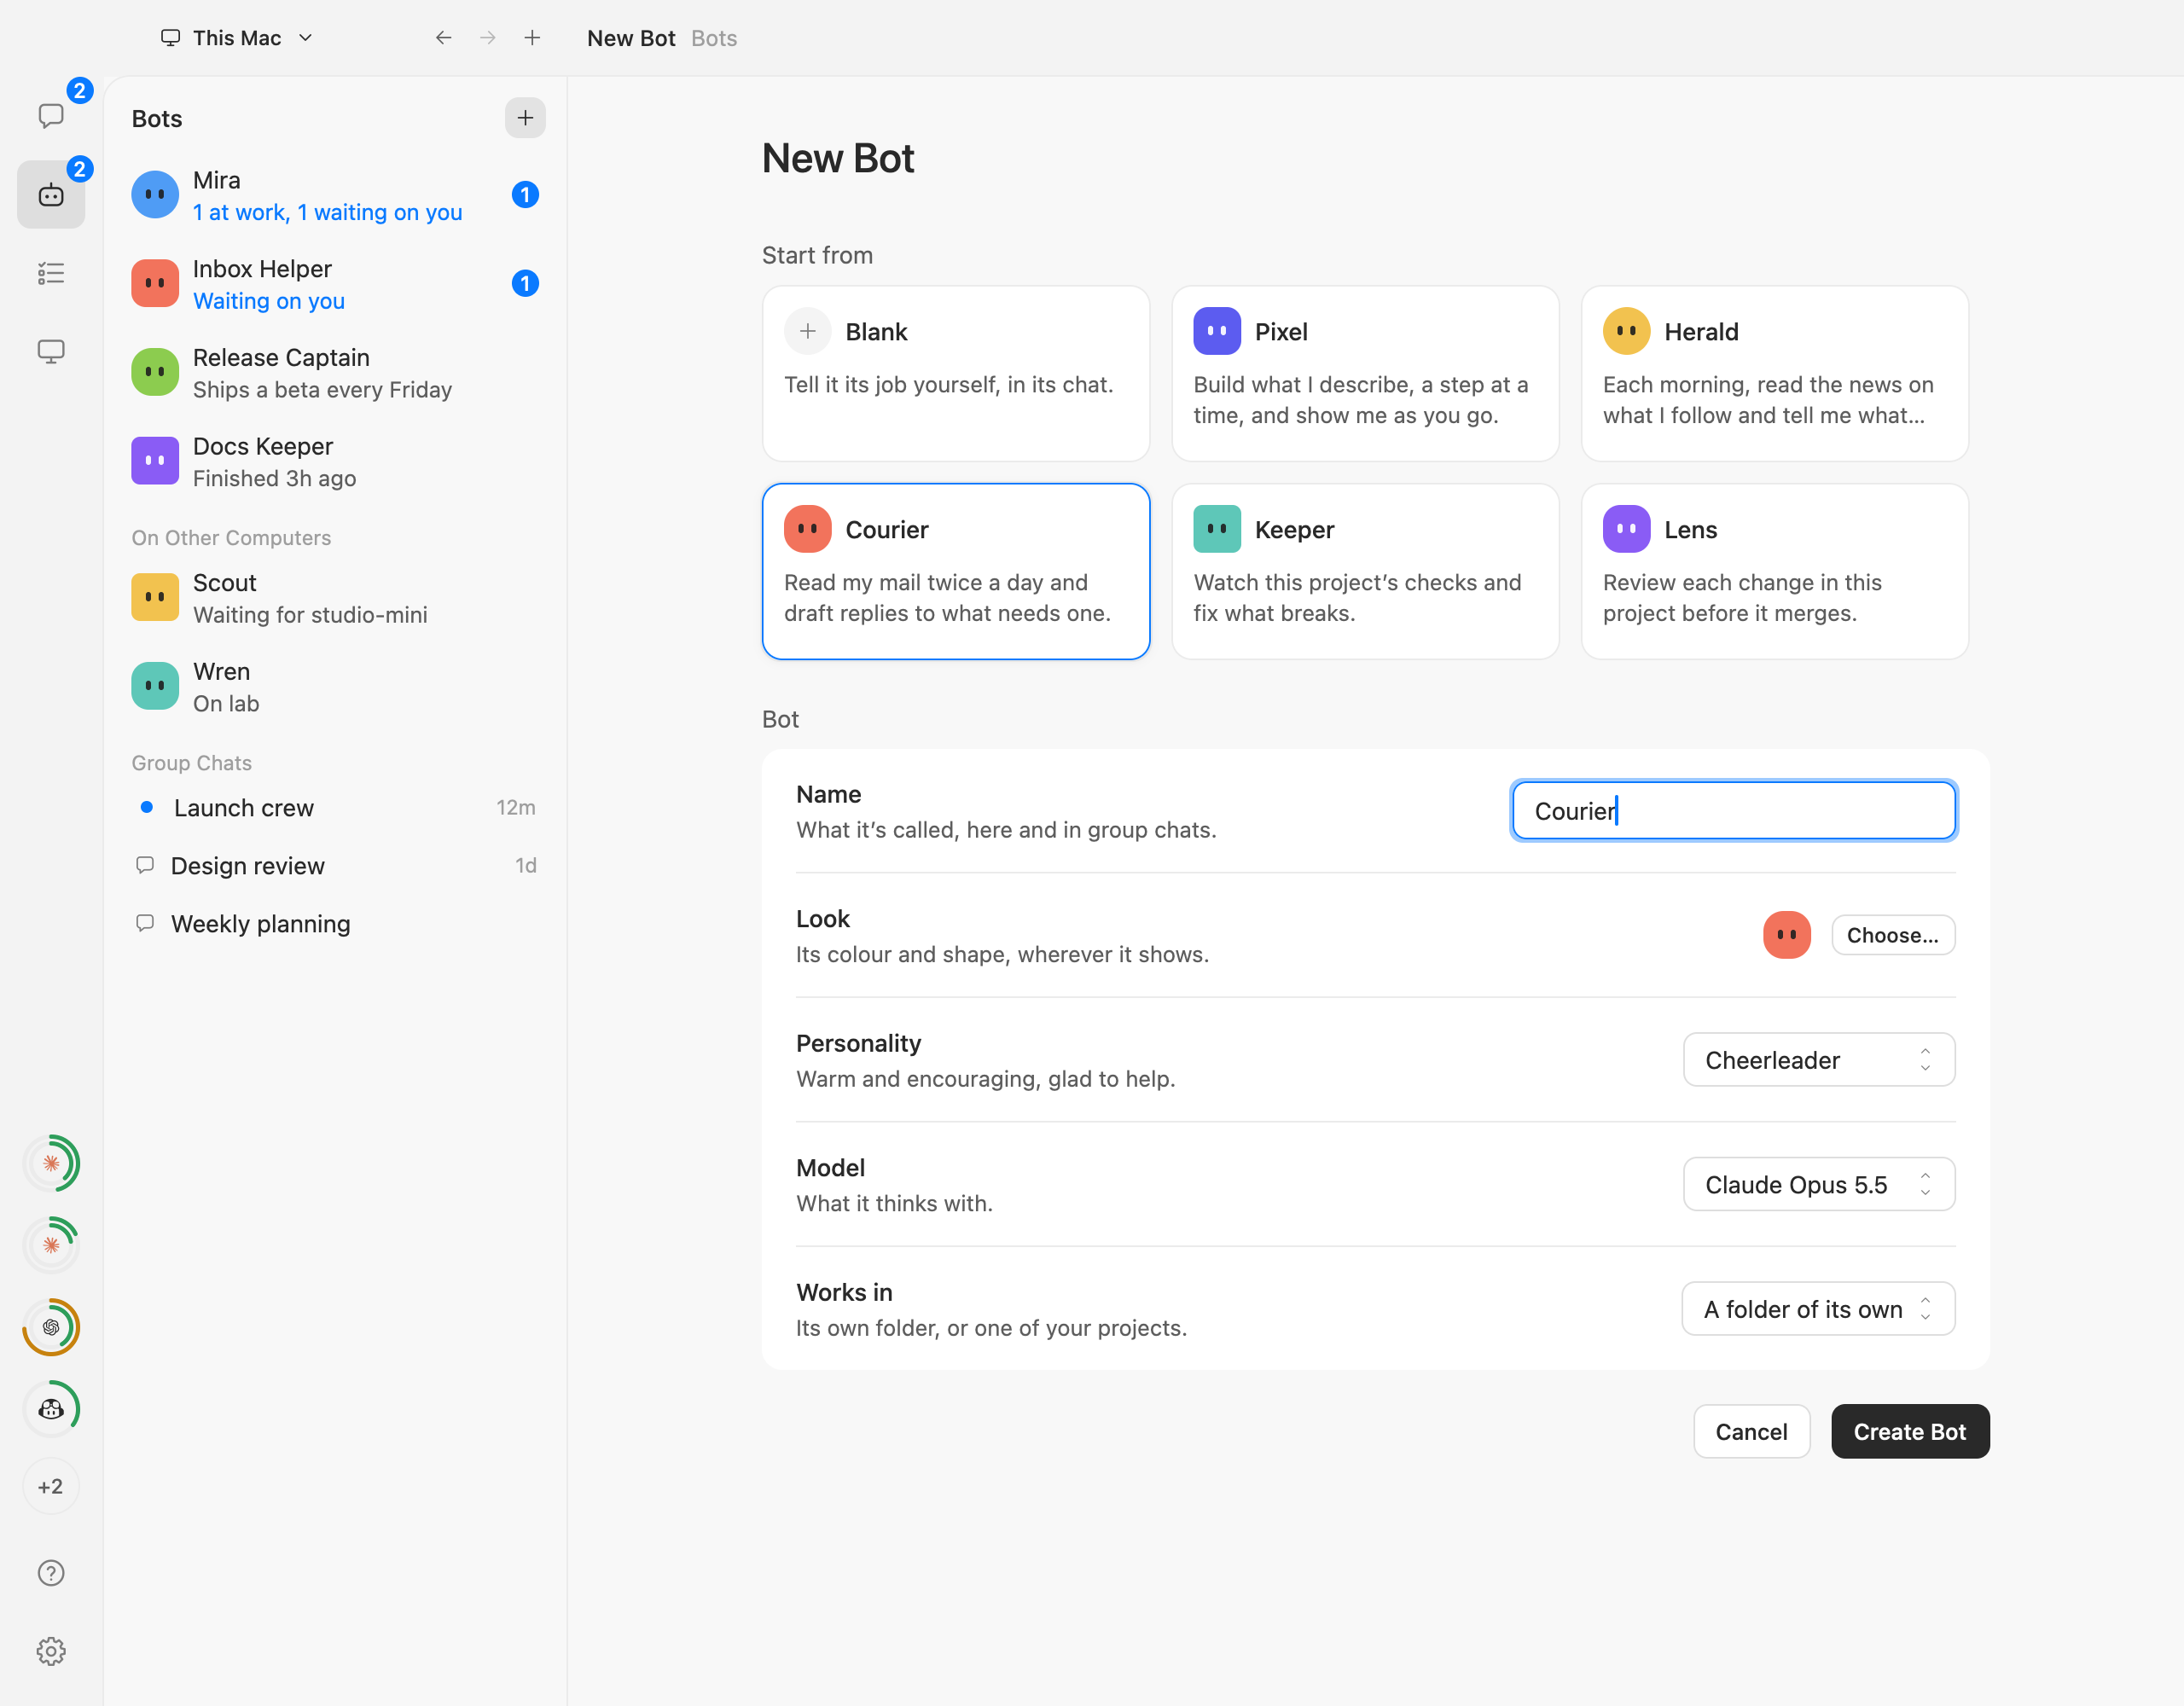 This Mac
New Bot Bots
2
2
Bots
Mira
1 at work, 1 waiting on you
1
Inbox Helper
Waiting on you
1
Release Captain
Ships a beta every Friday
Docs Keeper
Finished 3h ago
On Other Computers
Scout
Waiting for studio-mini
Wren
On lab
Group Chats
Launch crew 12m
Design review 1d
Weekly planning
+2
New Bot
Start from
Blank
Tell it its job yourself, in its chat.
Pixel
Build what I describe, a step at a
time, and show me as you go.
Herald
Each morning, read the news on
what I follow and tell me what...
Courier
Read my mail twice a day and
draft replies to what needs one.
Keeper
Watch this project’s checks and
fix what breaks.
Lens
Review each change in this
project before it merges.
Bot
Name
What it’s called, here and in group chats.
Courier
Look
Its colour and shape, wherever it shows.
Choose...
Personality
Warm and encouraging, glad to help.
Cheerleader
Model
What it thinks with.
Claude Opus 5.5
Works in
Its own folder, or one of your projects.
A folder of its own
Cancel
Create Bot